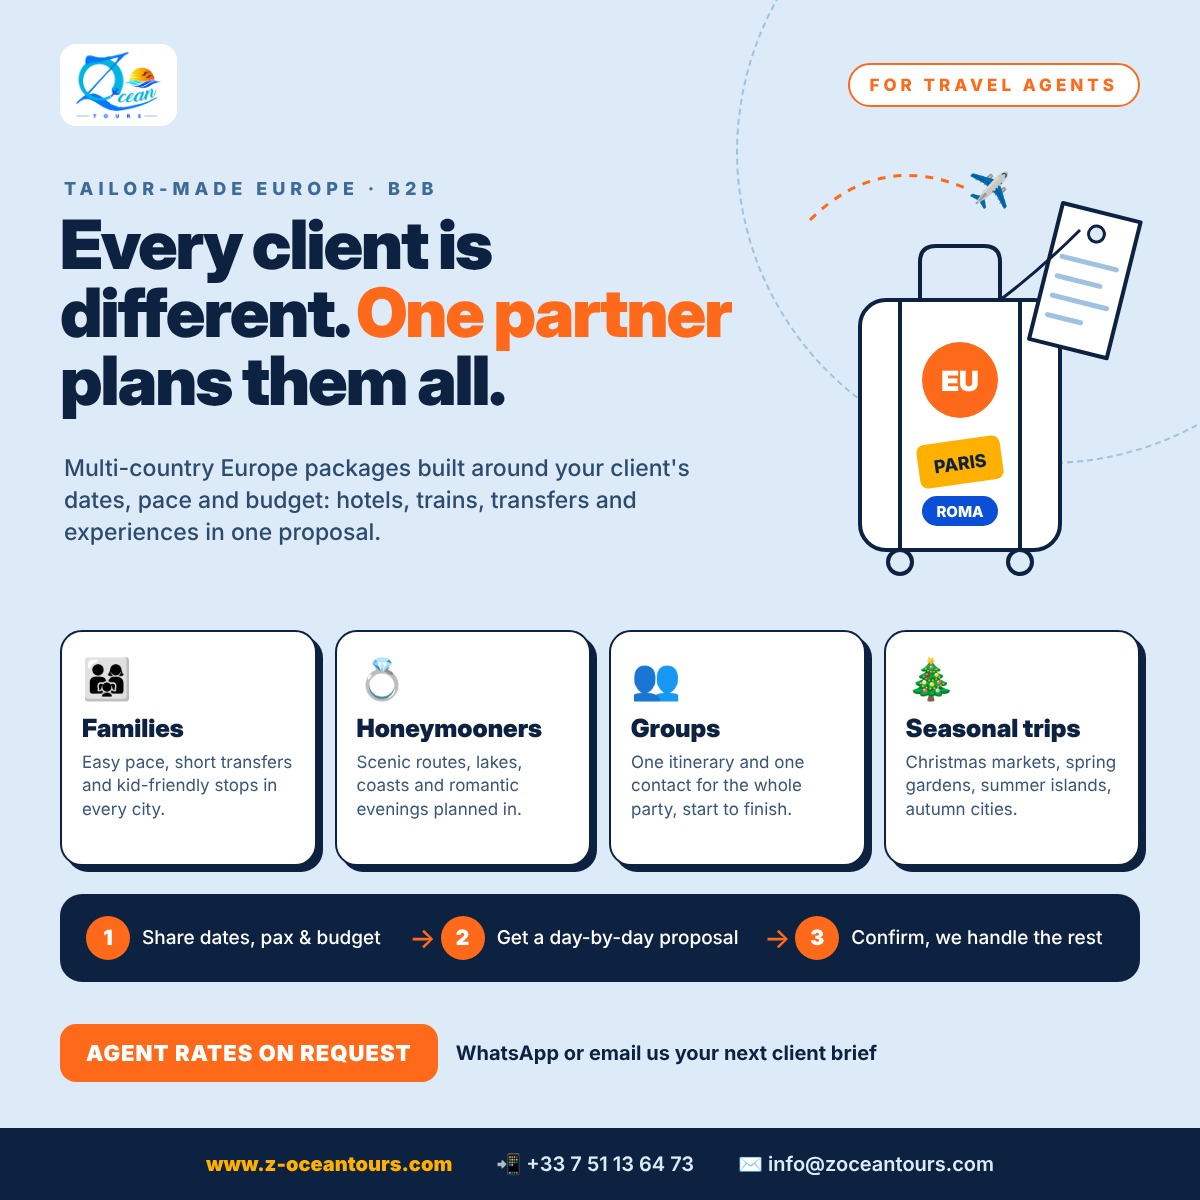 Ocean
TOURS
FOR TRAVEL AGENTS
TAILOR-MADE EUROPE · B2B
Every client is
different. One partner
plans them all.
Multi-country Europe packages built around your client's
dates, pace and budget: hotels, trains, transfers and
experiences in one proposal.
EU
PARIS
ROMA
Families
Easy pace, short transfers
and kid-friendly stops in
every city.
Honeymooners
Scenic routes, lakes,
coasts and romantic
evenings planned in.
Groups
One itinerary and one
contact for the whole
party, start to finish.
Seasonal trips
Christmas markets, spring
gardens, summer islands,
autumn cities.
1 Share dates, pax & budget → 2 Get a day-by-day proposal → 3 Confirm, we handle the rest
AGENT RATES ON REQUEST WhatsApp or email us your next client brief
www.z-oceantours.com +33 7 51 13 64 73 info@zoceantours.com